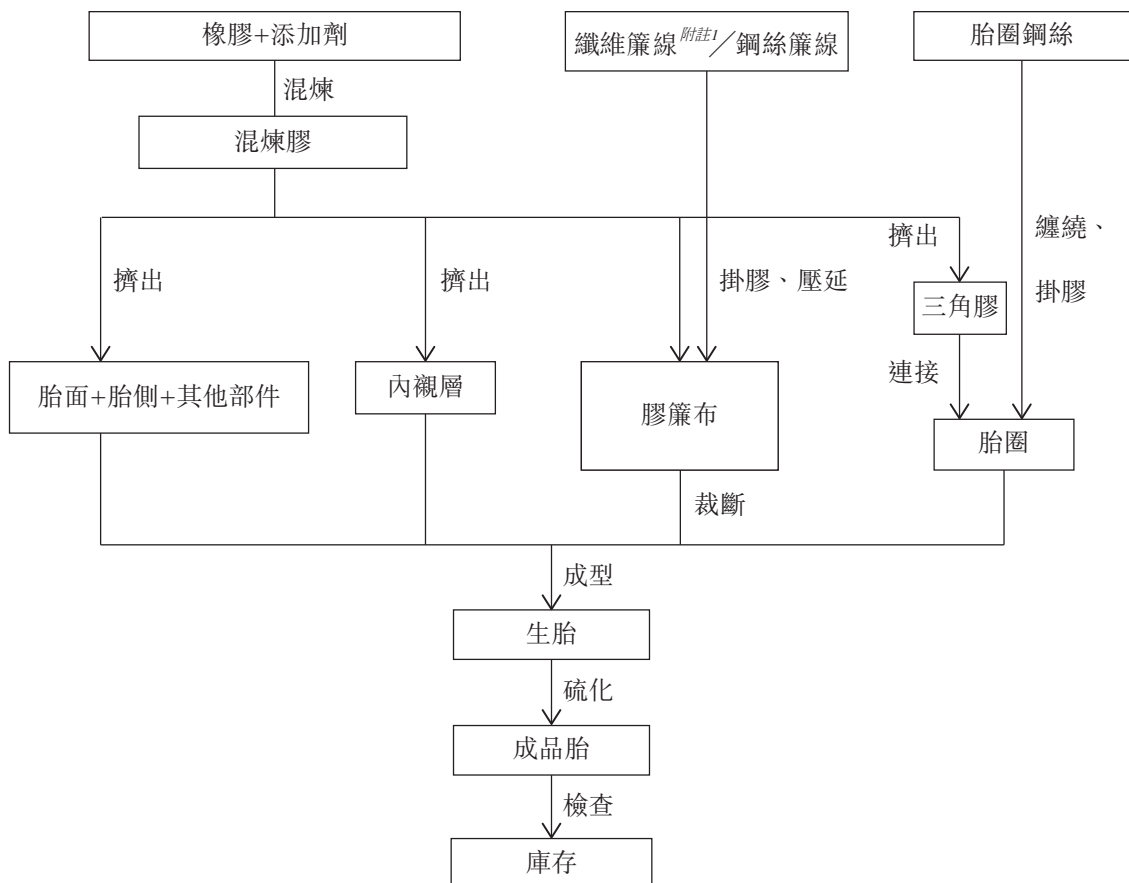 橡膠+添加劑
纖維簾線附註1╱鋼絲簾線
胎圈鋼絲
混煉
混煉膠
擠出
擠出
掛膠、壓延
擠出
纏繞、
掛膠
三角膠
連接
胎面+胎側+其他部件
內襯層
膠簾布
胎圈
裁斷
成型
生胎
硫化
成品胎
檢查
庫存